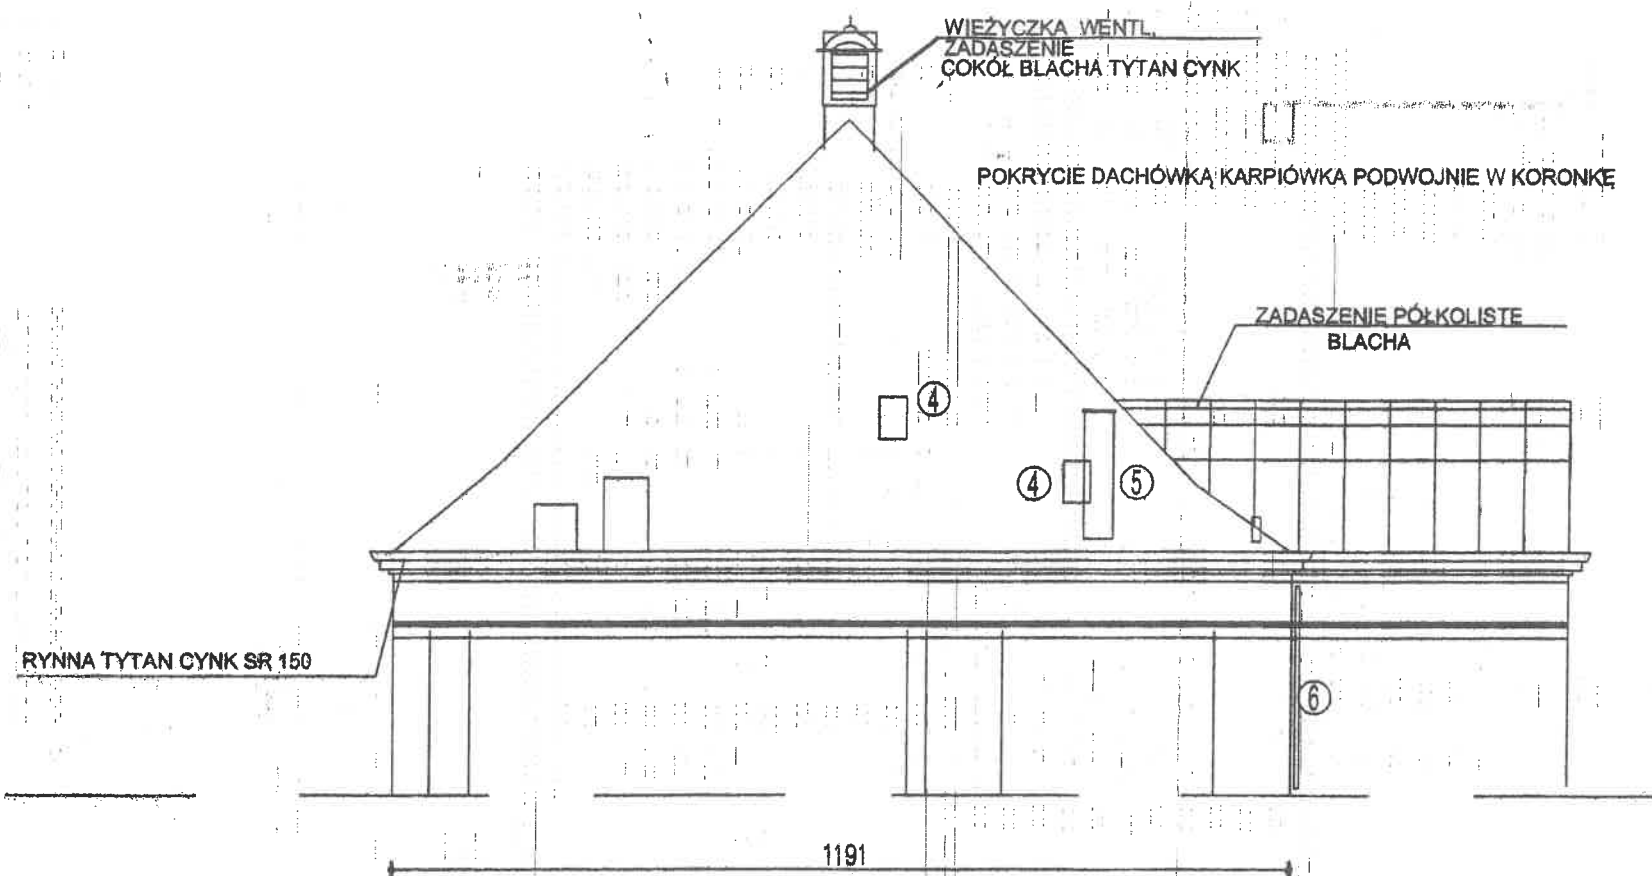 WIEŻYCZKA WENTL.
ZADASZENIE
COKÓŁ BLACHA TYTAN CYNK
POKRYCIE DACHÓWKĄ KARPIÓWKA PODWOJNIE W KORONKĘ
ZADASZENIE PÓŁKOLISTE
BLACHA
4
4
5
RYNNA TYTAN CYNK SR 150
6
1191